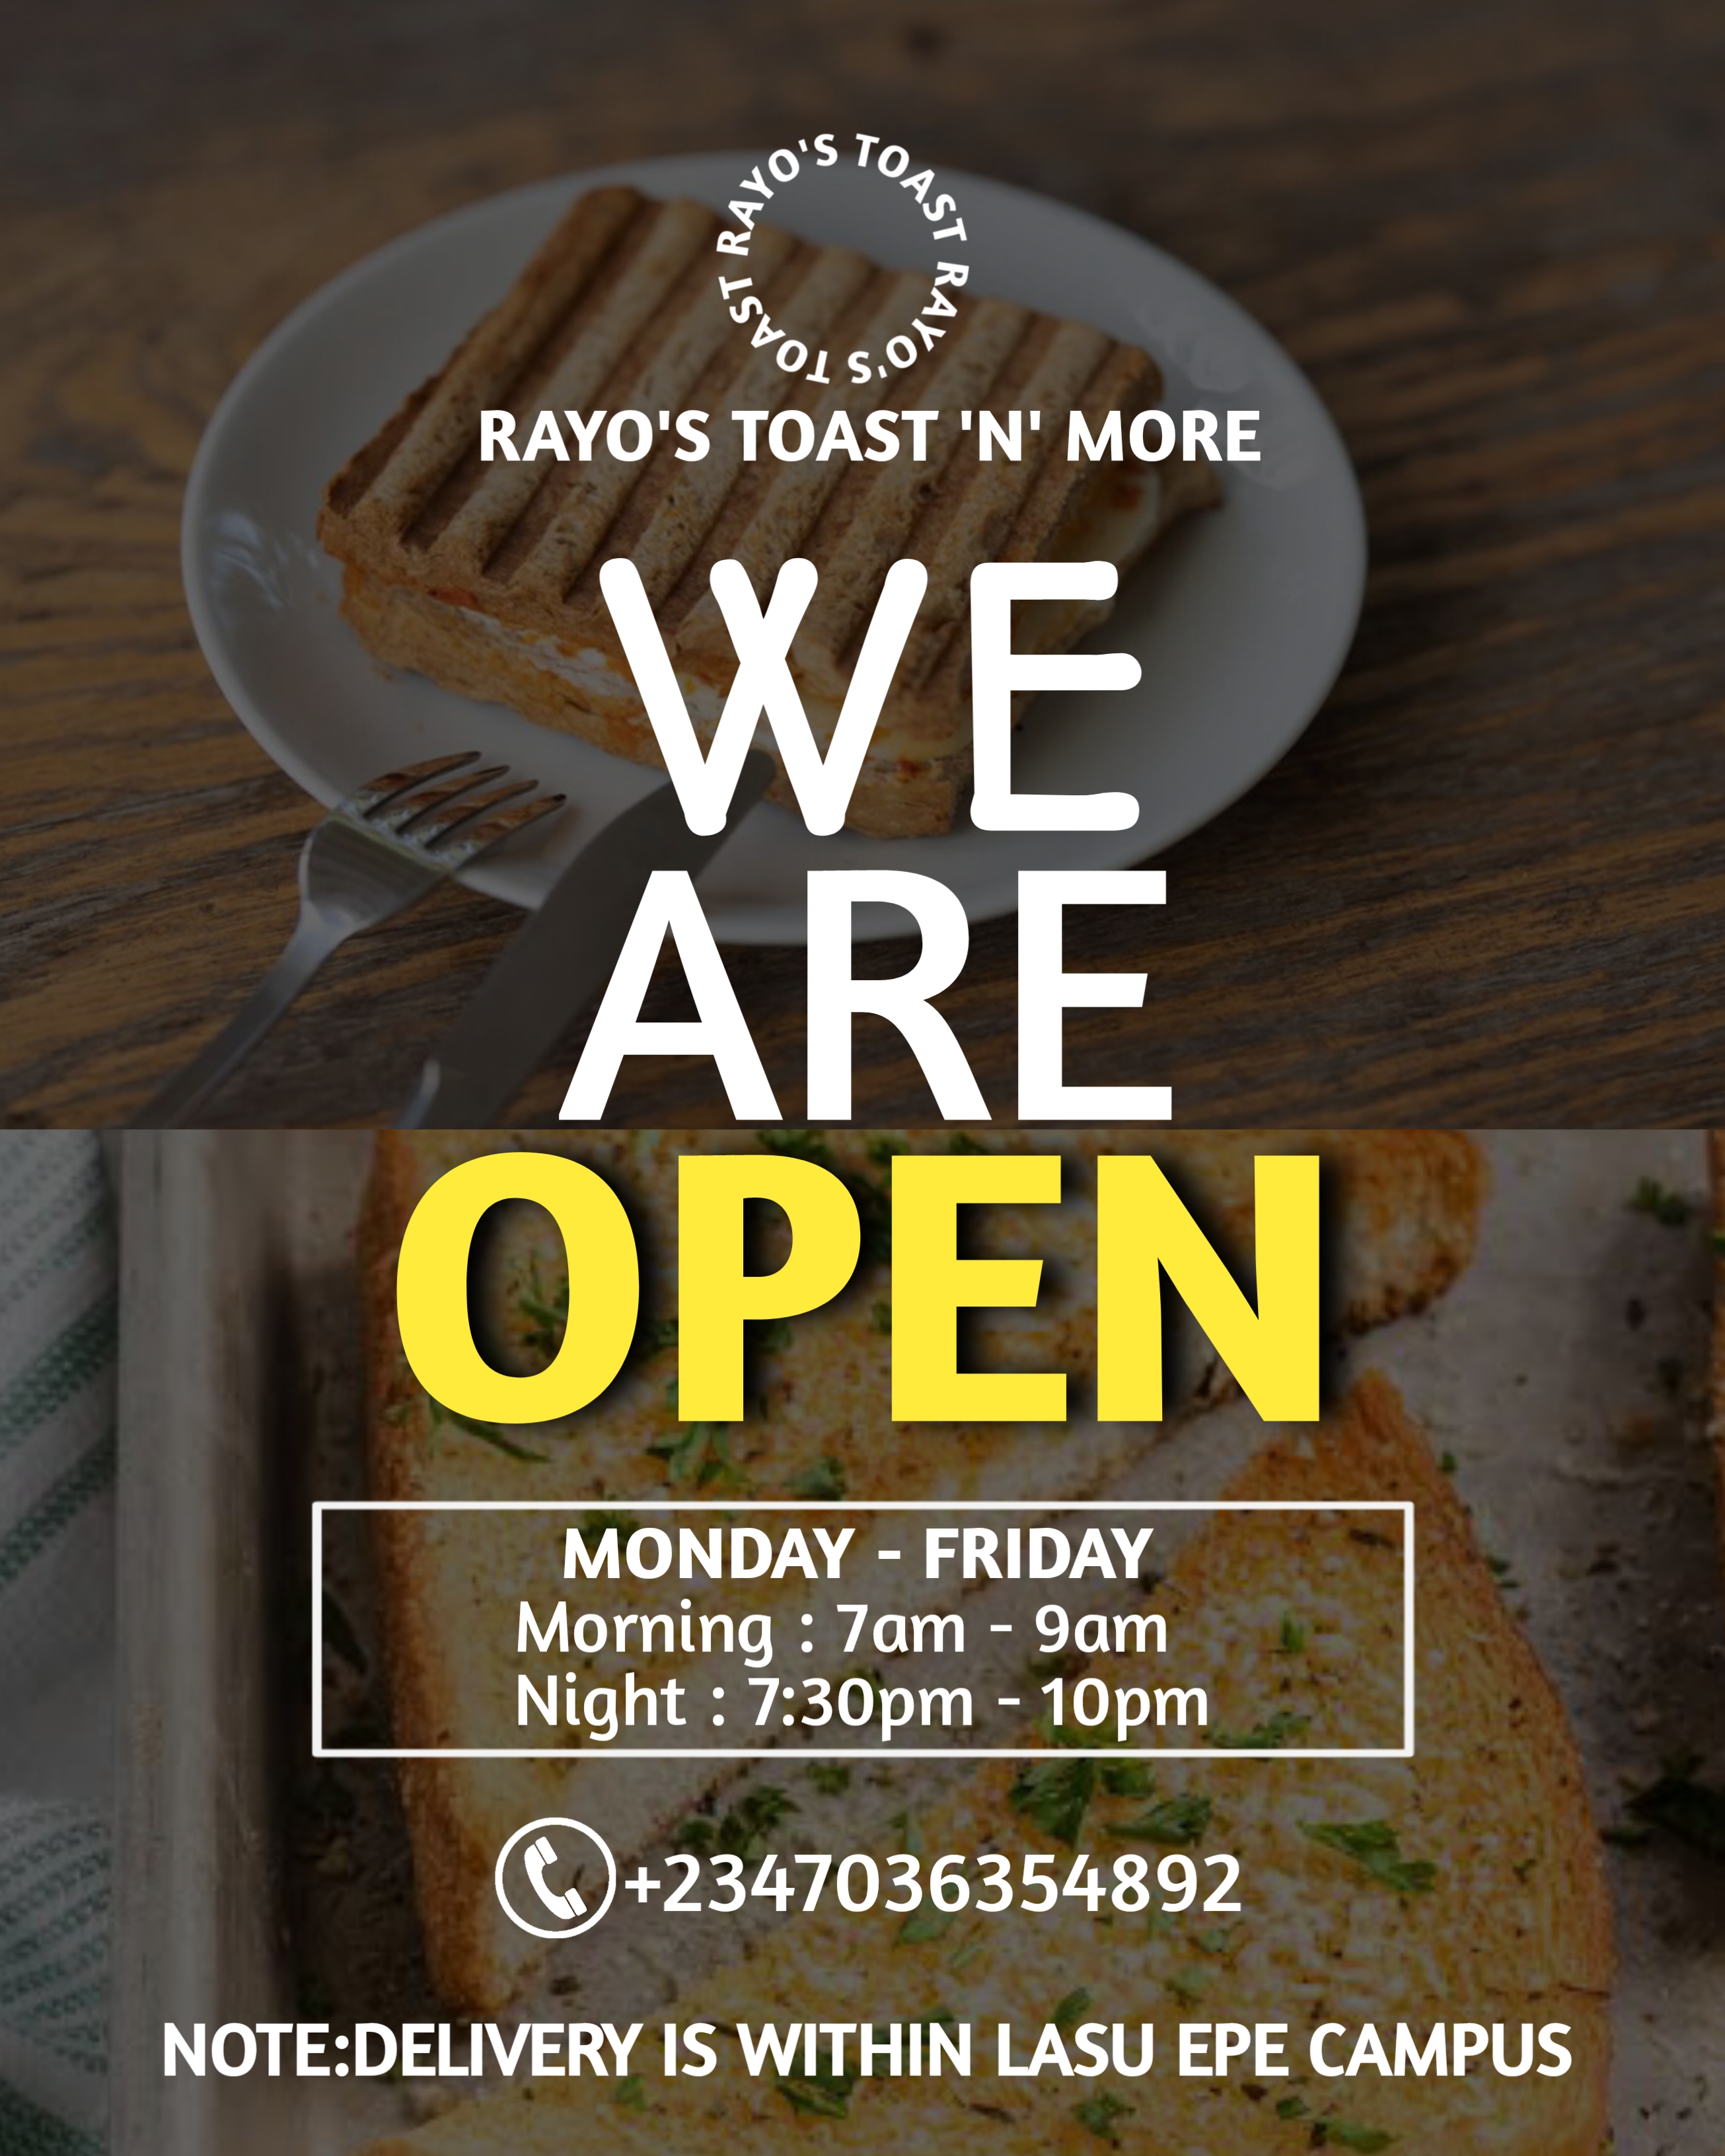 RAYO'S TOAST RAYO'S TOAST
RAYO'S TOAST 'N' MORE
WE
ARE
OPEN
MONDAY - FRIDAY
Morning : 7am - 9am
Night : 7:30pm - 10pm
+2347036354892
NOTE:DELIVERY IS WITHIN LASU EPE CAMPUS